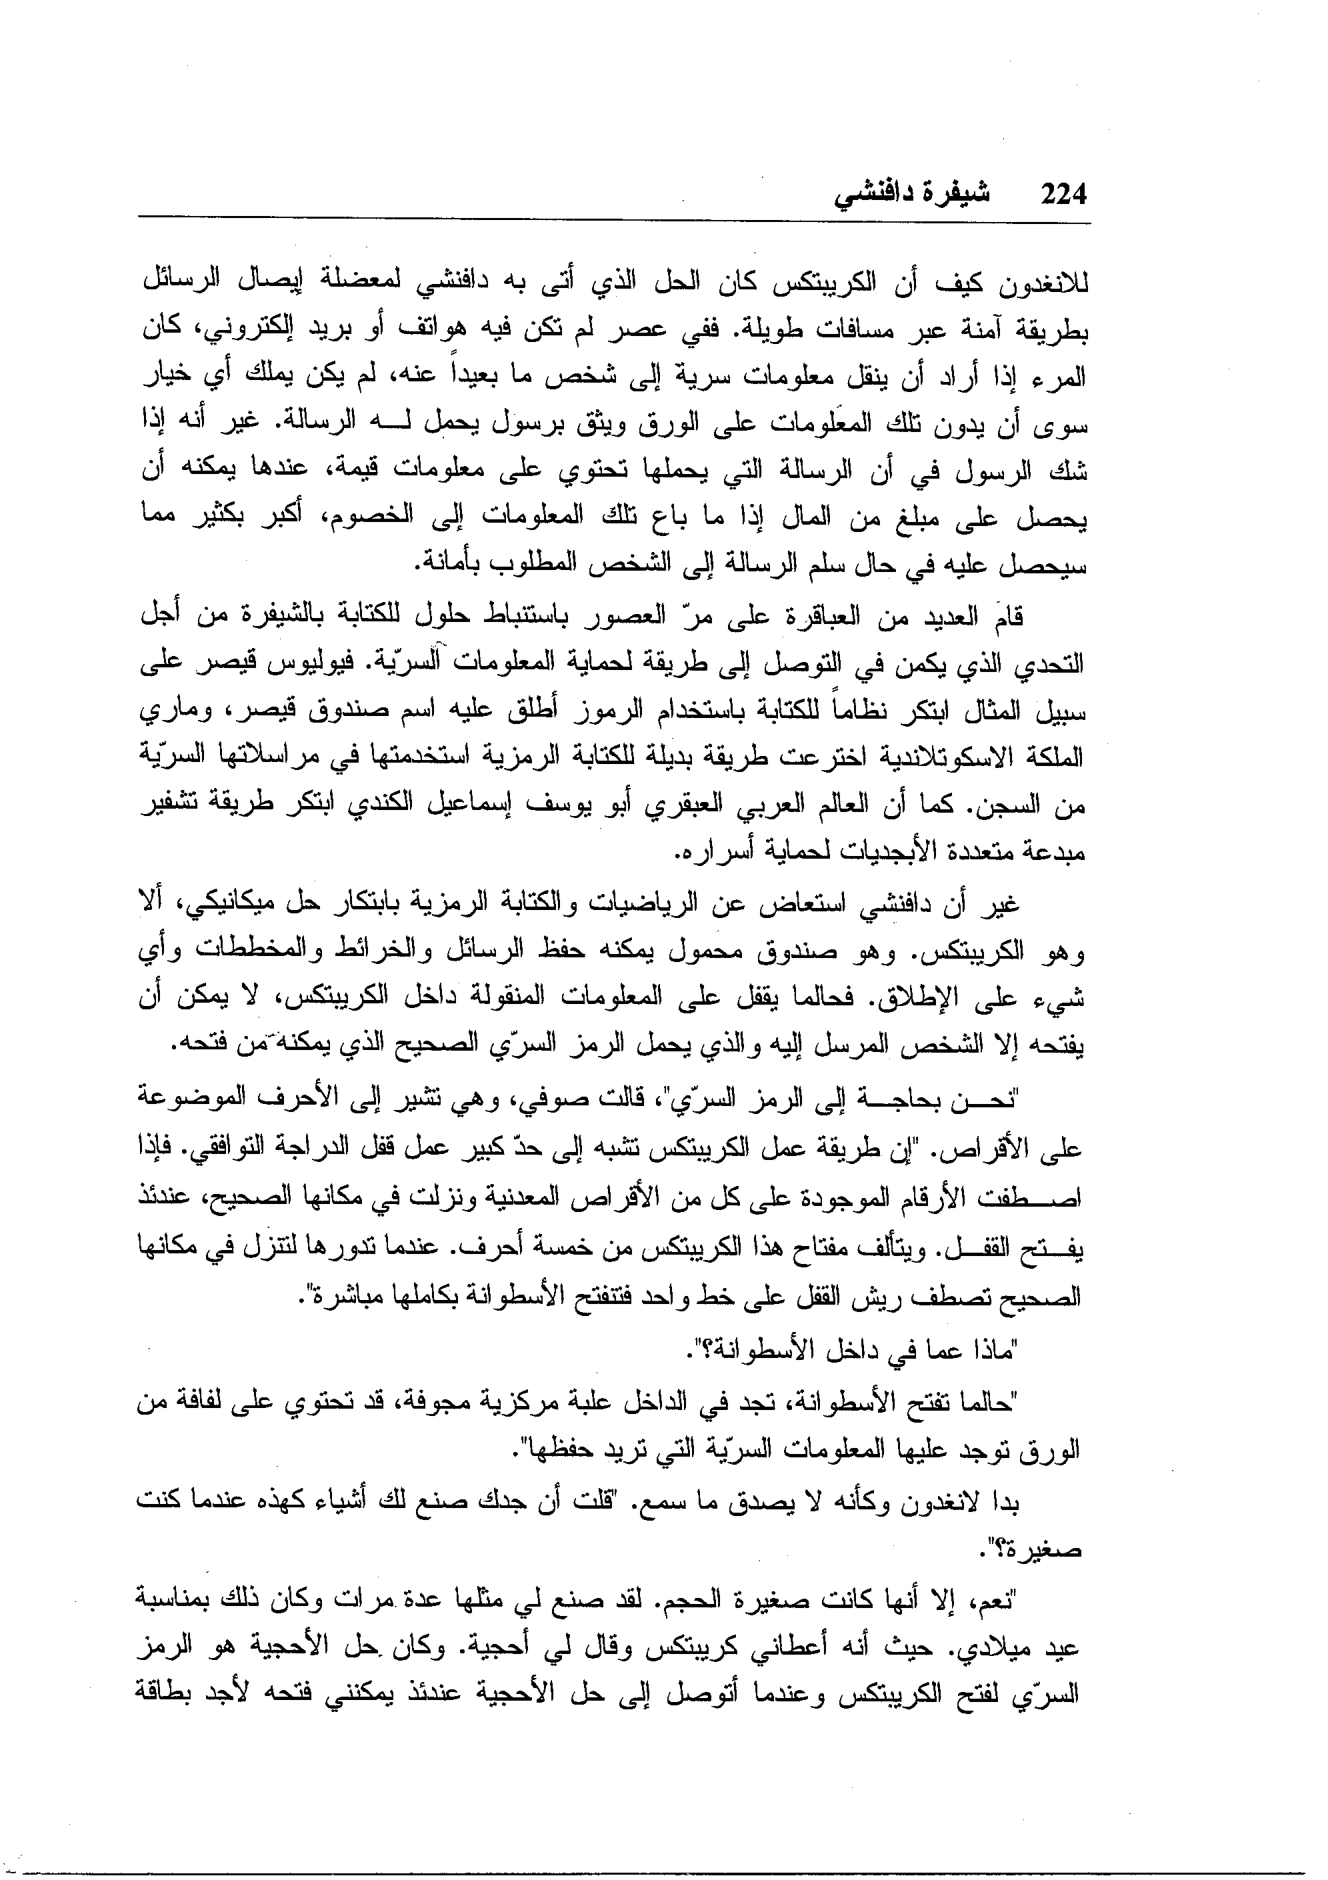 224 شيفرة دافنشي
للانغدون كيف أن الكريبتكس كان الحل الذي أتى به دافنشي لمعضلة إيصال الرسائل
بطريقة آمنة عبر مسافات طويلة. ففي عصر لم تكن فيه هواتف أو بريد إلكتروني، كان
المرء إذا أراد أن ينقل معلومات سرية إلى شخص ما بعيداً عنه، لم يكن يملك أي خيار
سوى أن يدون تلك المعلومات على الورق ويثق برسول يحمل لـه الرسالة. غير أنه إذا
شك الرسول في أن الرسالة التي يحملها تحتوي على معلومات قيمة، عندها يمكنه أن
يحصل على مبلغ من المال إذا ما باع تلك المعلومات إلى الخصوم، أكبر بكثير مما
سيحصل عليه في حال سلم الرسالة إلى الشخص المطلوب بأمانة.
قام العديد من العباقرة على مرّ العصور باستنباط حلول للكتابة بالشيفرة من أجل
التحدي الذي يكمن في التوصل إلى طريقة لحماية المعلومات السرّية. فيوليوس قيصر على
سبيل المثال ابتكر نظاماً للكتابة باستخدام الرموز أطلق عليه اسم صندوق قيصر، وماري
الملكة الاسكوتلاندية اخترعت طريقة بديلة للكتابة الرمزية استخدمتها في مراسلاتها السرّية
من السجن. كما أن العالم العربي العبقري أبو يوسف إسماعيل الكندي ابتكر طريقة تشفير
مبدعة متعددة الأبجديات لحماية أسراره.
غير أن دافنشي استعاض عن الرياضيات والكتابة الرمزية بابتكار حل ميكانيكي، ألا
وهو الكريبتكس. وهو صندوق محمول يمكنه حفظ الرسائل والخرائط والمخططات وأي
شيء على الإطلاق. فحالما يقفل على المعلومات المنقولة داخل الكريبتكس، لا يمكن أن
يفتحه إلا الشخص المرسل إليه والذي يحمل الرمز السرّي الصحيح الذي يمكنه من فتحه.
"نحـن بحاجـة إلى الرمز السرّي"، قالت صوفي، وهي تشير إلى الأحرف الموضوعة
على الأقراص. "إن طريقة عمل الكريبتكس تشبه إلى حدّ كبير عمل قفل الدراجة التوافقي. فإذا
اصـطفت الأرقام الموجودة على كل من الأقراص المعدنية ونزلت في مكانها الصحيح، عندئذ
يفـتح القفـل. ويتألف مفتاح هذا الكريبتكس من خمسة أحرف. عندما تدورها لتنزل في مكانها
الصحيح تصطف ريش القفل على خط واحد فتنفتح الأسطوانة بكاملها مباشرة".
"ماذا عما في داخل الأسطوانة؟".
"حالما تفتح الأسطوانة، تجد في الداخل علبة مركزية مجوفة، قد تحتوي على لفافة من
الورق توجد عليها المعلومات السرّية التي تريد حفظها".
بدا لانغدون وكأنه لا يصدق ما سمع. "قلت أن جدك صنع لك أشياء كهذه عندما كنت
صغيرة؟".
"نعم، إلا أنها كانت صغيرة الحجم. لقد صنع لي مثلها عدة مرات وكان ذلك بمناسبة
عيد ميلادي. حيث أنه أعطاني كريبتكس وقال لي أحجية. وكان حل الأحجية هو الرمز
السرّي لفتح الكريبتكس وعندما أتوصل إلى حل الأحجية عندئذ يمكنني فتحه لأجد بطاقة